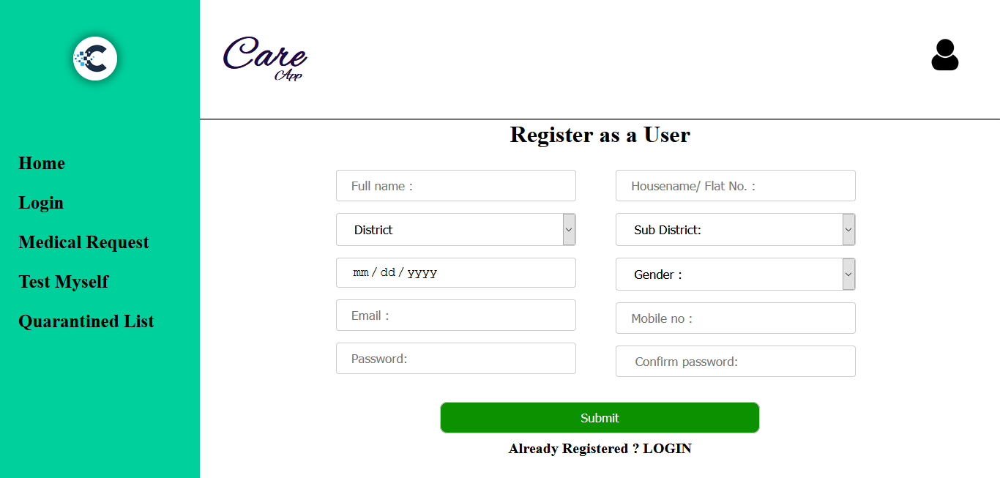 C
Care
App
Home
Login
Medical Request
Test Myself
Quarantined List
Register as a User
Full name :
Housename/ Flat No. :
District
Sub District:
mm / dd / yyyy
Gender :
Email :
Mobile no :
Password:
Confirm password:
Submit
Already Registered ? LOGIN